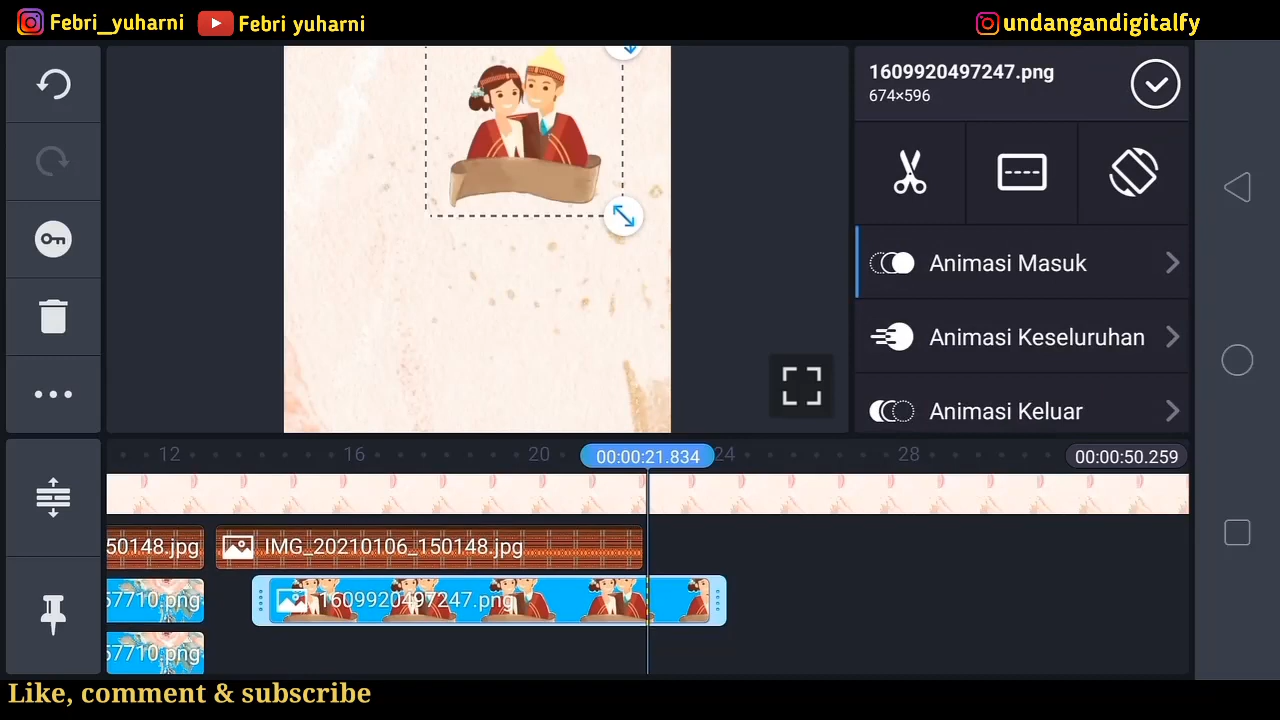 Febri__yuharni
Febri yuharni
undangandigitalfy
1609920497247.png
674×596
Animasi Masuk
Animasi Keseluruhan
Animasi Keluar
12
16
20
00:00:21.834
24
28
00:00:50.259
50148.jpg
IMG_20210106_150148.jpg
57710.png
1609920497247.png
57710.png
Like, comment & subscribe